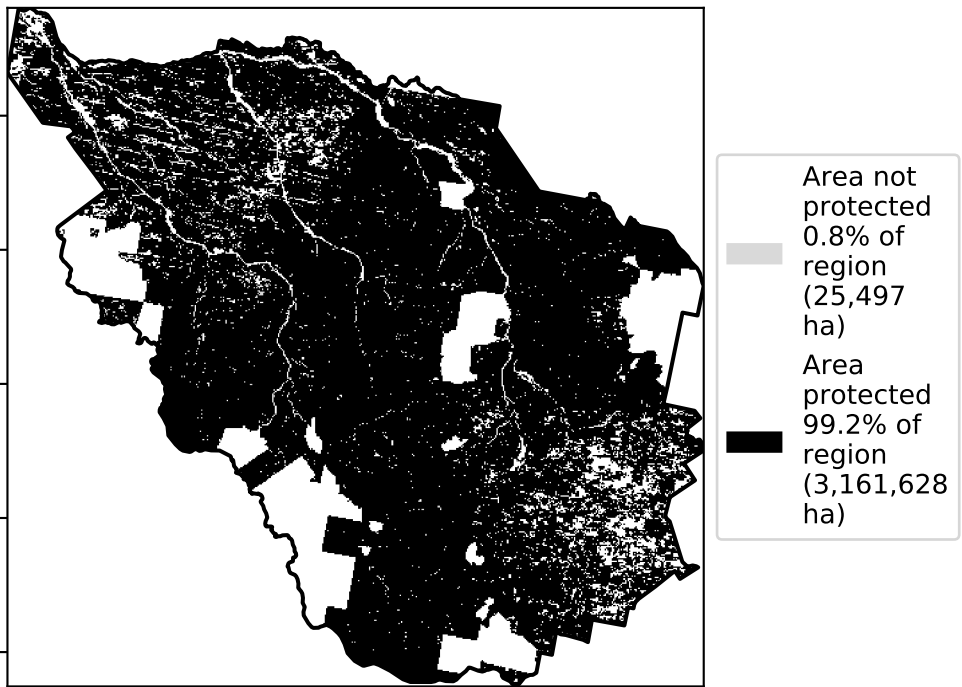 Area not
protected
0.8% of
region
(25,497
ha)
Area
protected
99.2% of
region
(3,161,628
ha)